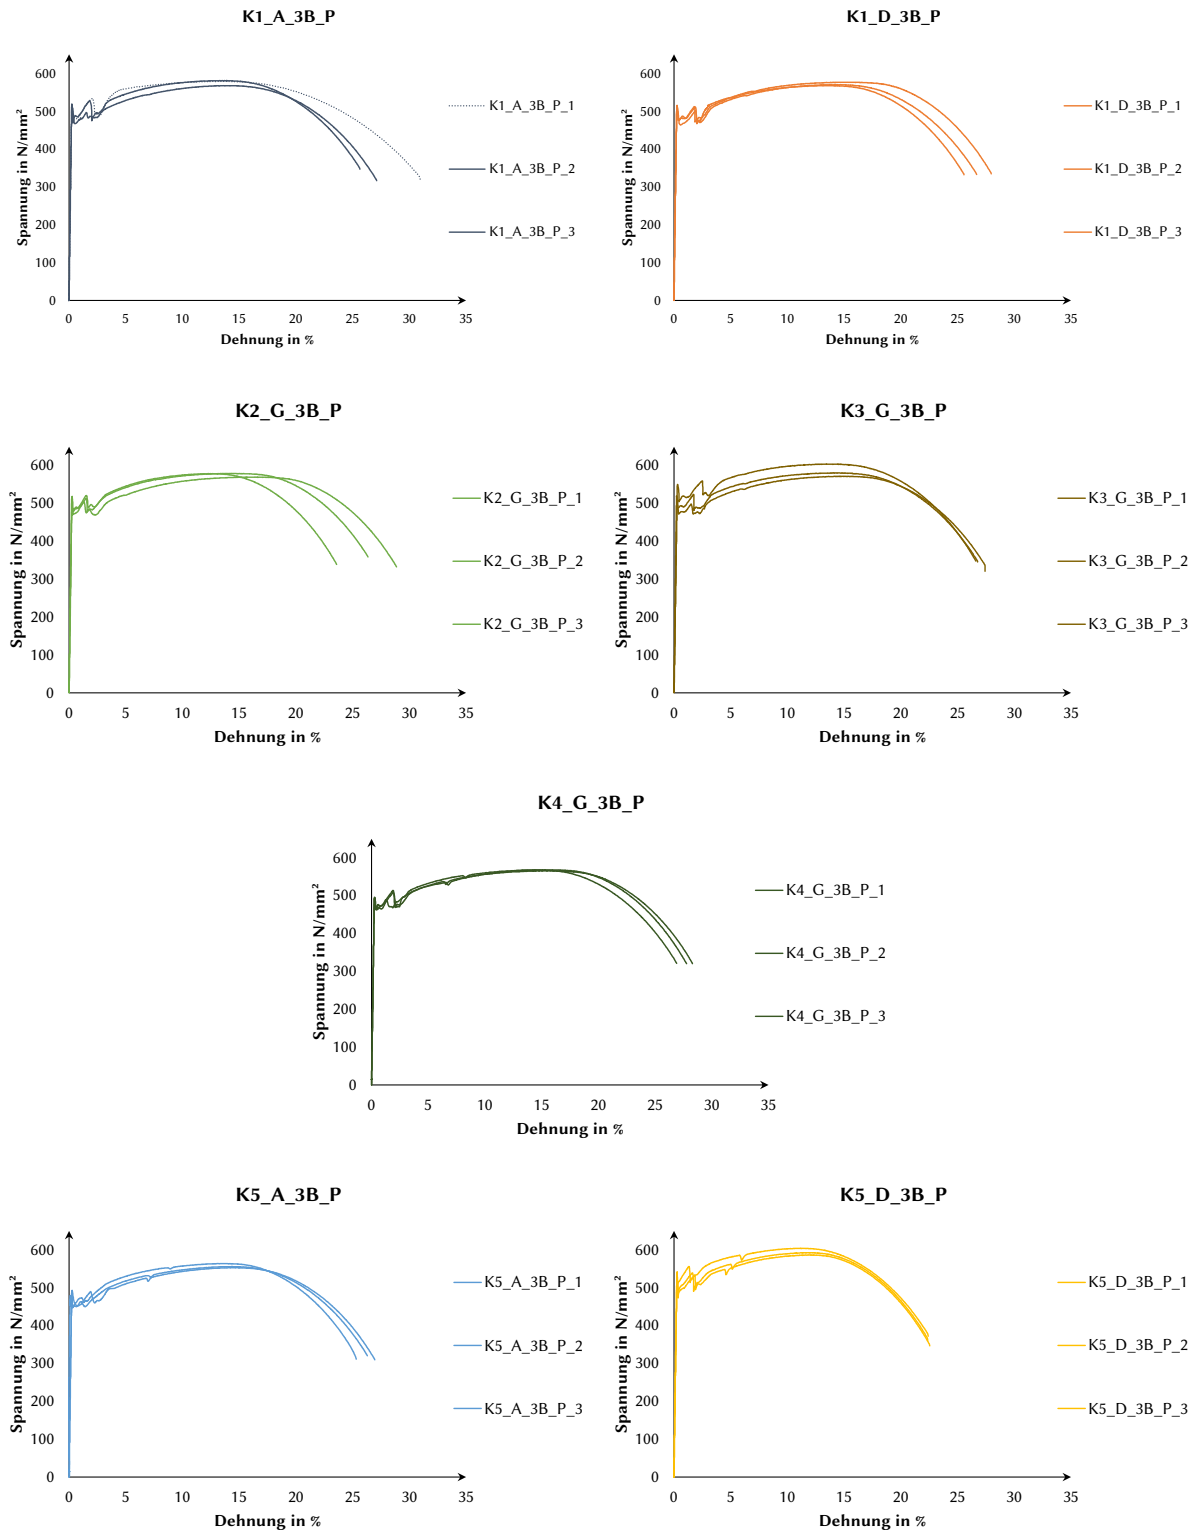 K1_A_3B_P
Spannung in N/mm²
600
500
400
300
200
100
0
0 5 10 15 20 25 30 35
Dehnung in %
K1_A_3B_P_1
K1_A_3B_P_2
K1_A_3B_P_3
K1_D_3B_P
Spannung in N/mm²
600
500
400
300
200
100
0
0 5 10 15 20 25 30 35
Dehnung in %
K1_D_3B_P_1
K1_D_3B_P_2
K1_D_3B_P_3
K2_G_3B_P
Spannung in N/mm²
600
500
400
300
200
100
0
0 5 10 15 20 25 30 35
Dehnung in %
K2_G_3B_P_1
K2_G_3B_P_2
K2_G_3B_P_3
K3_G_3B_P
Spannung in N/mm²
600
500
400
300
200
100
0
0 5 10 15 20 25 30 35
Dehnung in %
K3_G_3B_P_1
K3_G_3B_P_2
K3_G_3B_P_3
K4_G_3B_P
Spannung in N/mm²
600
500
400
300
200
100
0
0 5 10 15 20 25 30 35
Dehnung in %
K4_G_3B_P_1
K4_G_3B_P_2
K4_G_3B_P_3
K5_A_3B_P
Spannung in N/mm²
600
500
400
300
200
100
0
0 5 10 15 20 25 30 35
Dehnung in %
K5_A_3B_P_1
K5_A_3B_P_2
K5_A_3B_P_3
K5_D_3B_P
Spannung in N/mm²
600
500
400
300
200
100
0
0 5 10 15 20 25 30 35
Dehnung in %
K5_D_3B_P_1
K5_D_3B_P_2
K5_D_3B_P_3